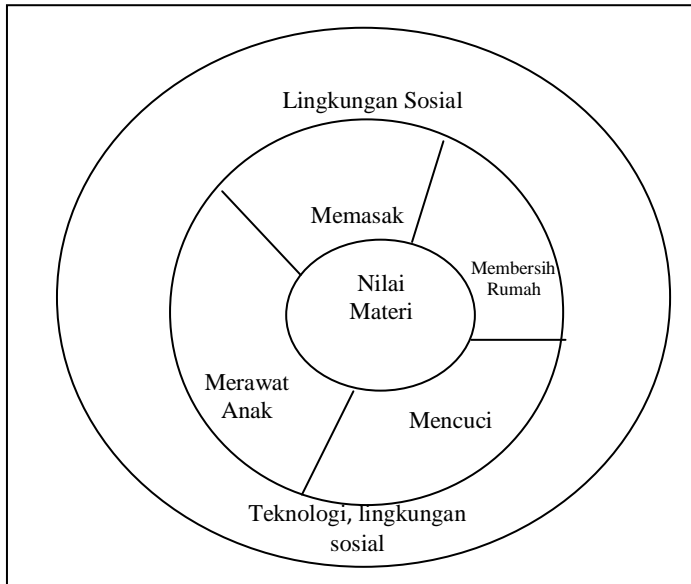 Lingkungan Sosial
Memasak
Membersih
Rumah
Nilai
Materi
Merawat
Anak
Mencuci
Teknologi, lingkungan
sosial